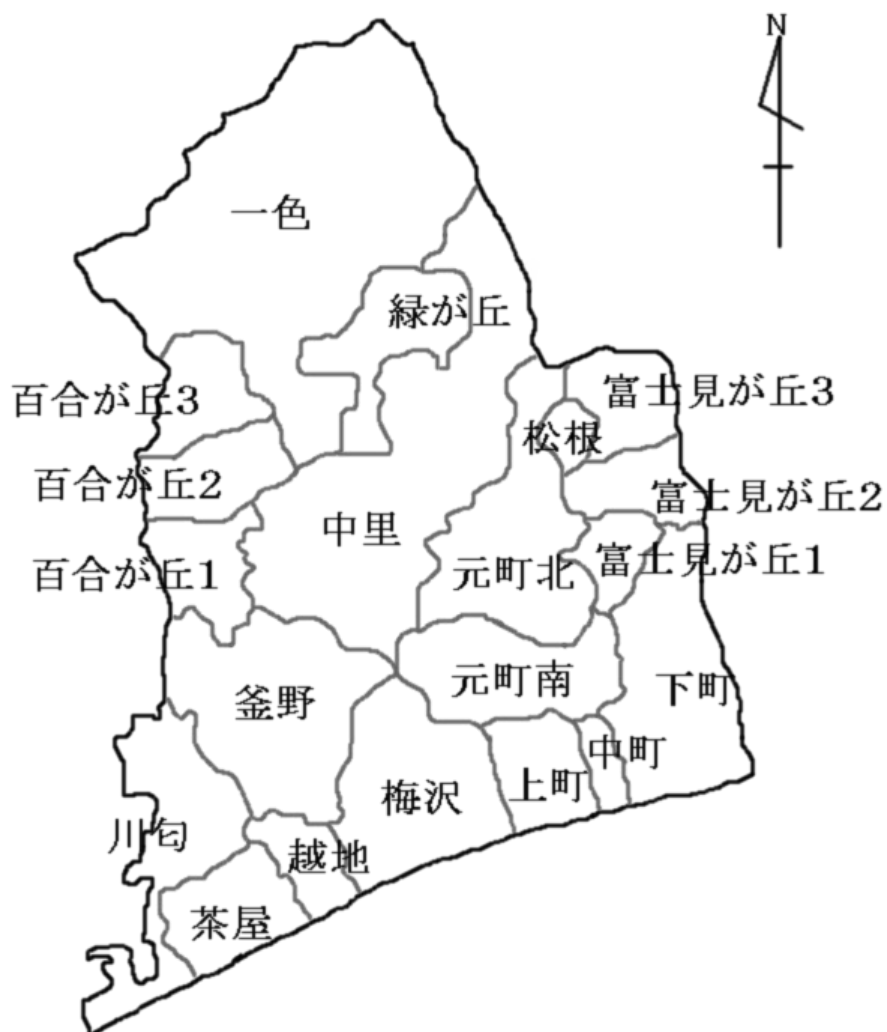 N
一色
緑が丘
百合が丘3
富士見が丘3
松根
百合が丘2
富士見が丘2
中里
百合が丘1
元町北
富士見が丘1
釜野
元町南
下町
梅沢
上町
中町
川匂
越地
茶屋